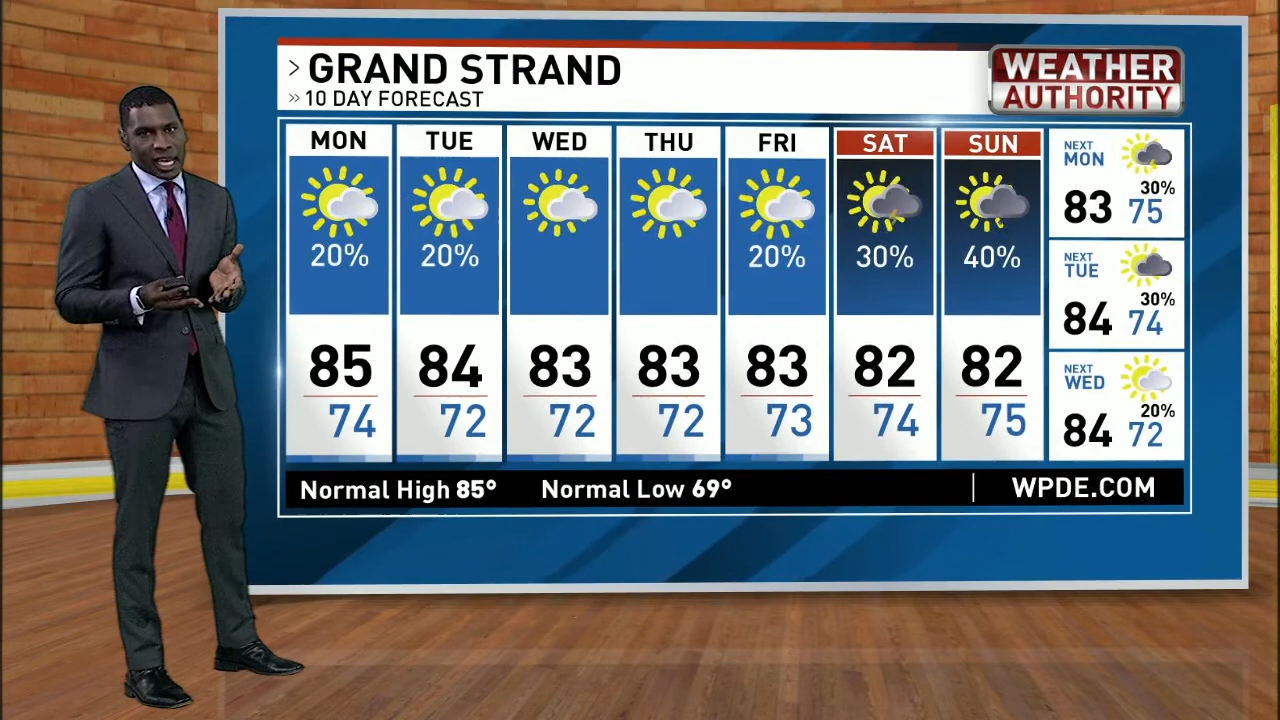 > GRAND STRAND
» 10 DAY FORECAST
WEATHER
AUTHORITY
MON TUE WED THU FRI SAT SUN
20% 20% 20% 30% 40%
85 84 83 83 83 82 82
74 72 72 72 73 74 75
NEXT
MON
30%
83 75
NEXT
TUE
30%
84 74
NEXT
WED
20%
84 72
Normal High 85° Normal Low 69° | WPDE.COM